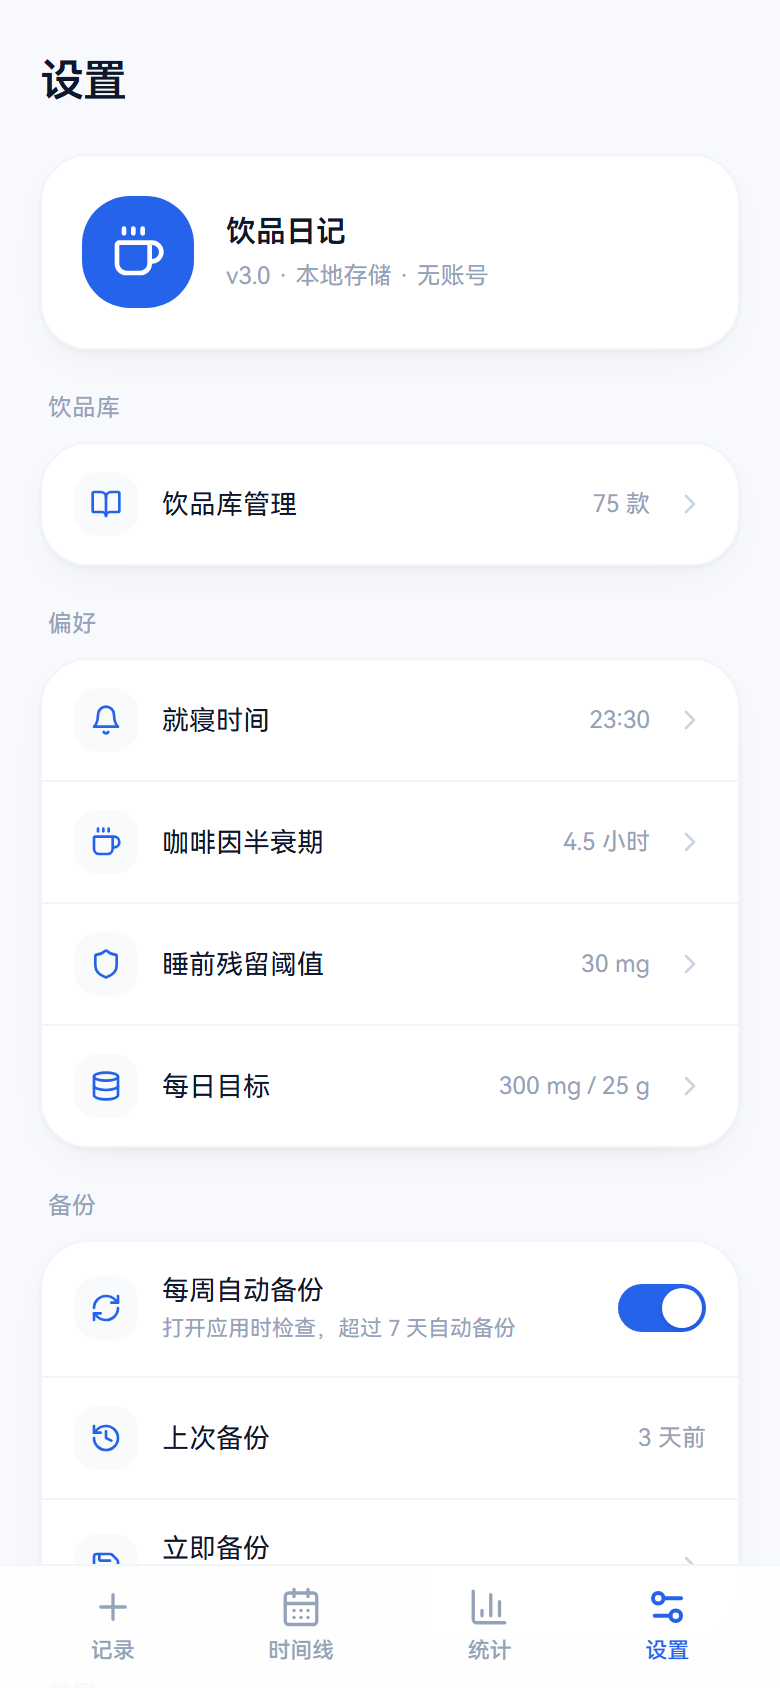 设置
饮品日记
v3.0 · 本地存储 · 无账号
饮品库
饮品库管理
75 款
偏好
就寝时间
23:30
咖啡因半衰期
4.5 小时
睡前残留阈值
30 mg
每日目标
300 mg / 25 g
备份
每周自动备份
打开应用时检查，超过 7 天自动备份
上次备份
3 天前
立即备份
记录
时间线
统计
设置